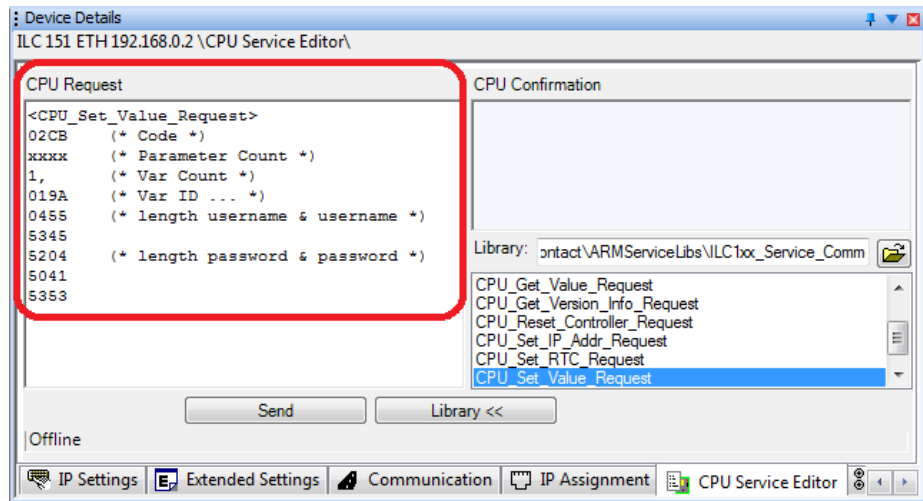 Device Details
ILC 151 ETH 192.168.0.2 \CPU Service Editor\
CPU Request
<CPU_Set_Value_Request>
02CB (* Code *)
xxxx (* Parameter Count *)
1, (* Var Count *)
019A (* Var ID ... *)
0455 (* length username & username *)
5345
5204 (* length password & password *)
5041
5353
CPU Confirmation
Library: ontact\ARMServiceLibs\ILC1xx_Service_Comm
CPU_Get_Value_Request
CPU_Get_Version_Info_Request
CPU_Reset_Controller_Request
CPU_Set_IP_Addr_Request
CPU_Set_RTC_Request
CPU_Set_Value_Request
Send Library <<
Offline
IP Settings Extended Settings Communication IP Assignment CPU Service Editor